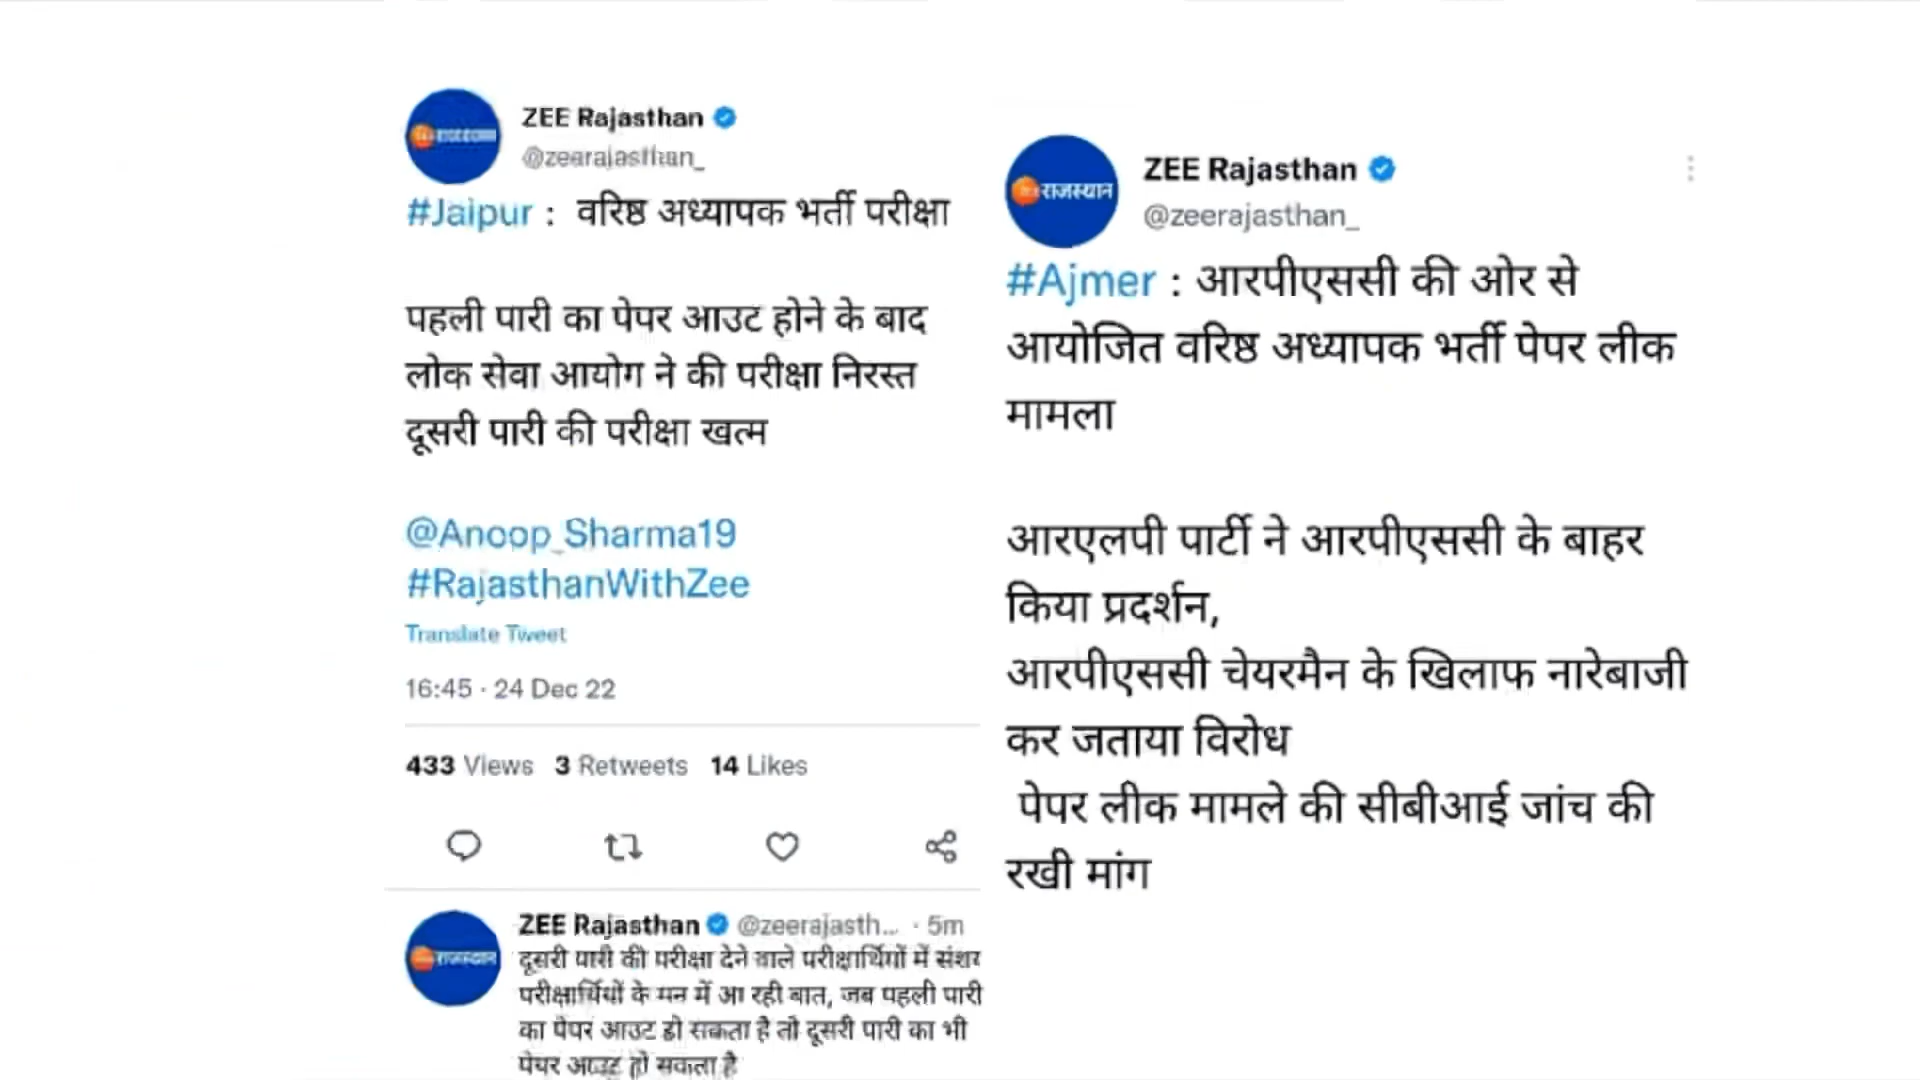 ZEE Rajasthan
@zeerajasthan_
#Jaipur : वरिष्ठ अध्यापक भर्ती परीक्षा
पहली पारी का पेपर आउट होने के बाद
लोक सेवा आयोग ने की परीक्षा निरस्त
दूसरी पारी की परीक्षा खत्म
@Anoop_Sharma19
#RajasthanWithZee
Translate Tweet
16:45 · 24 Dec 22
433 Views 3 Retweets 14 Likes
राजस्थान
ZEE Rajasthan @zeerajasth... · 5m
दूसरी पारी की परीक्षा देने वाले परीक्षार्थियों में संशय
परीक्षार्थियों के मन में आ रही बात, जब पहली पारी
का पेपर आउट हो सकता है तो दूसरी पारी का भी
पेपर आउट हो सकता है
राजस्थान
ZEE Rajasthan
@zeerajasthan_
#Ajmer : आरपीएससी की ओर से
आयोजित वरिष्ठ अध्यापक भर्ती पेपर लीक
मामला
आरएलपी पार्टी ने आरपीएससी के बाहर
किया प्रदर्शन,
आरपीएससी चेयरमैन के खिलाफ नारेबाजी
कर जताया विरोध
पेपर लीक मामले की सीबीआई जांच की
रखी मांग